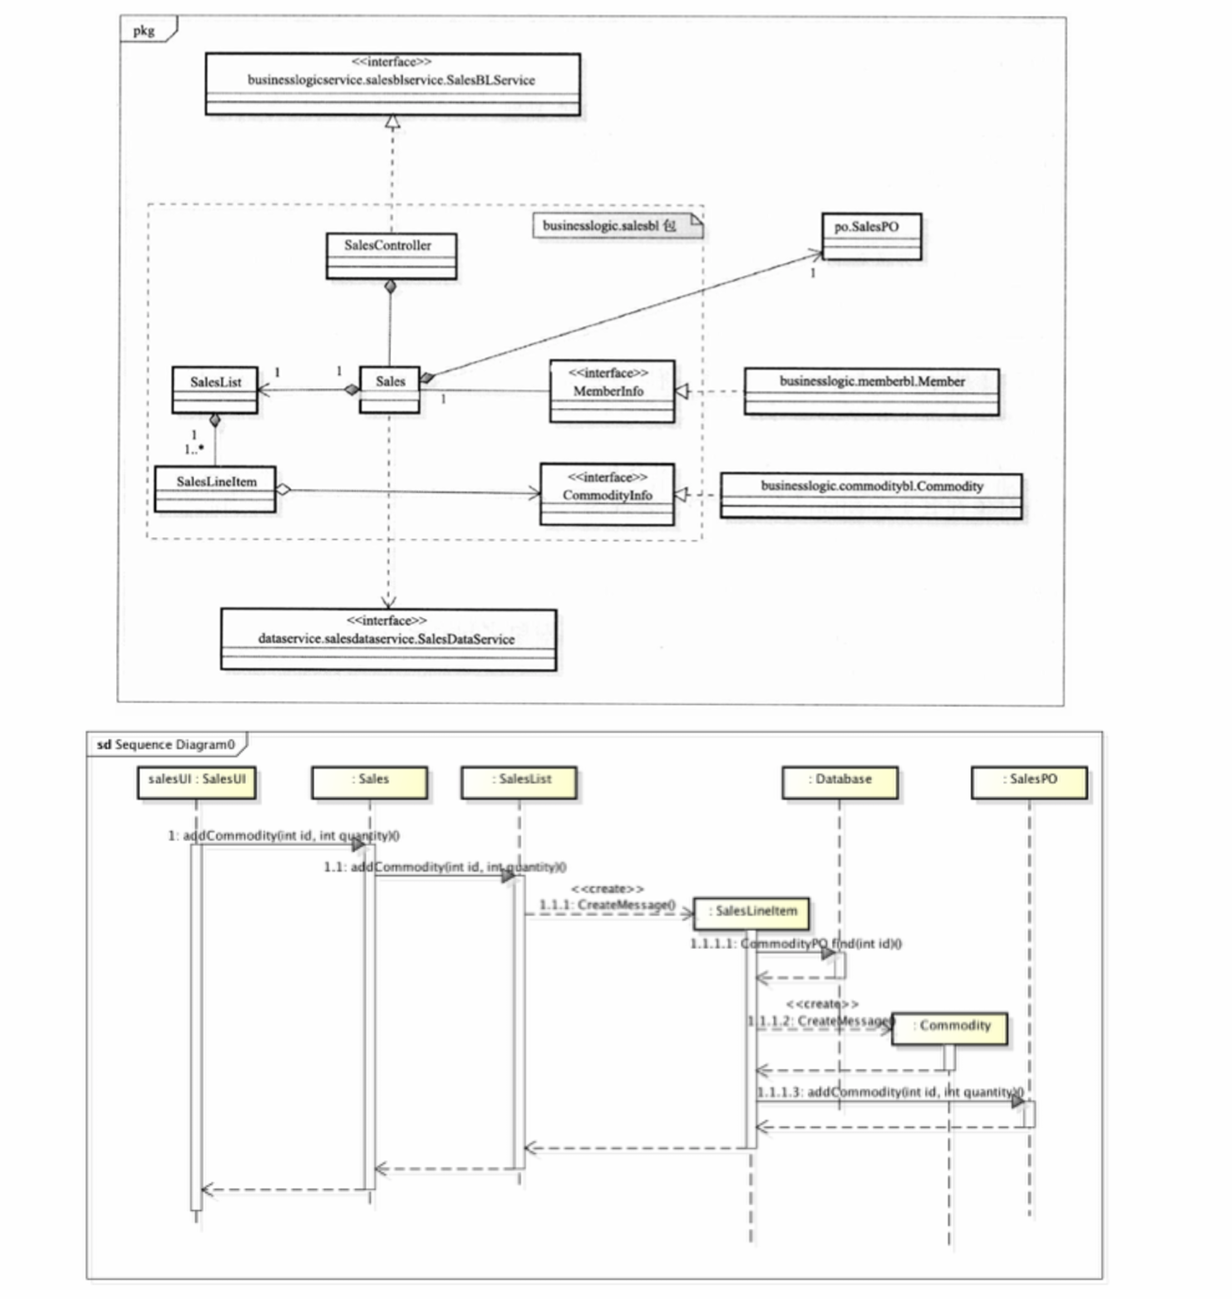 pkg
<<interface>>
businesslogicservice.salesblservice.SalesBLService
businesslogic.salesbl 包
po.SalesPO
SalesController
1
SalesList
1
1
Sales
1
<<interface>>
MemberInfo
businesslogic.memberbl.Member
1
1..*
SalesLineItem
<<interface>>
CommodityInfo
businesslogic.commoditybl.Commodity
<<interface>>
dataservice.salesdataservice.SalesDataService
sd Sequence Diagram0
salesUI : SalesUI
: Sales
: SalesList
: Database
: SalesPO
1: addCommodity(int id, int quantity)()
1.1: addCommodity(int id, int quantity)()
<<create>>
1.1.1: CreateMessage()
: SalesLineItem
1.1.1.1: CommodityPO find(int id)()
<<create>>
1.1.1.2: CreateMessage()
: Commodity
1.1.1.3: addCommodity(int id, int quantity)()